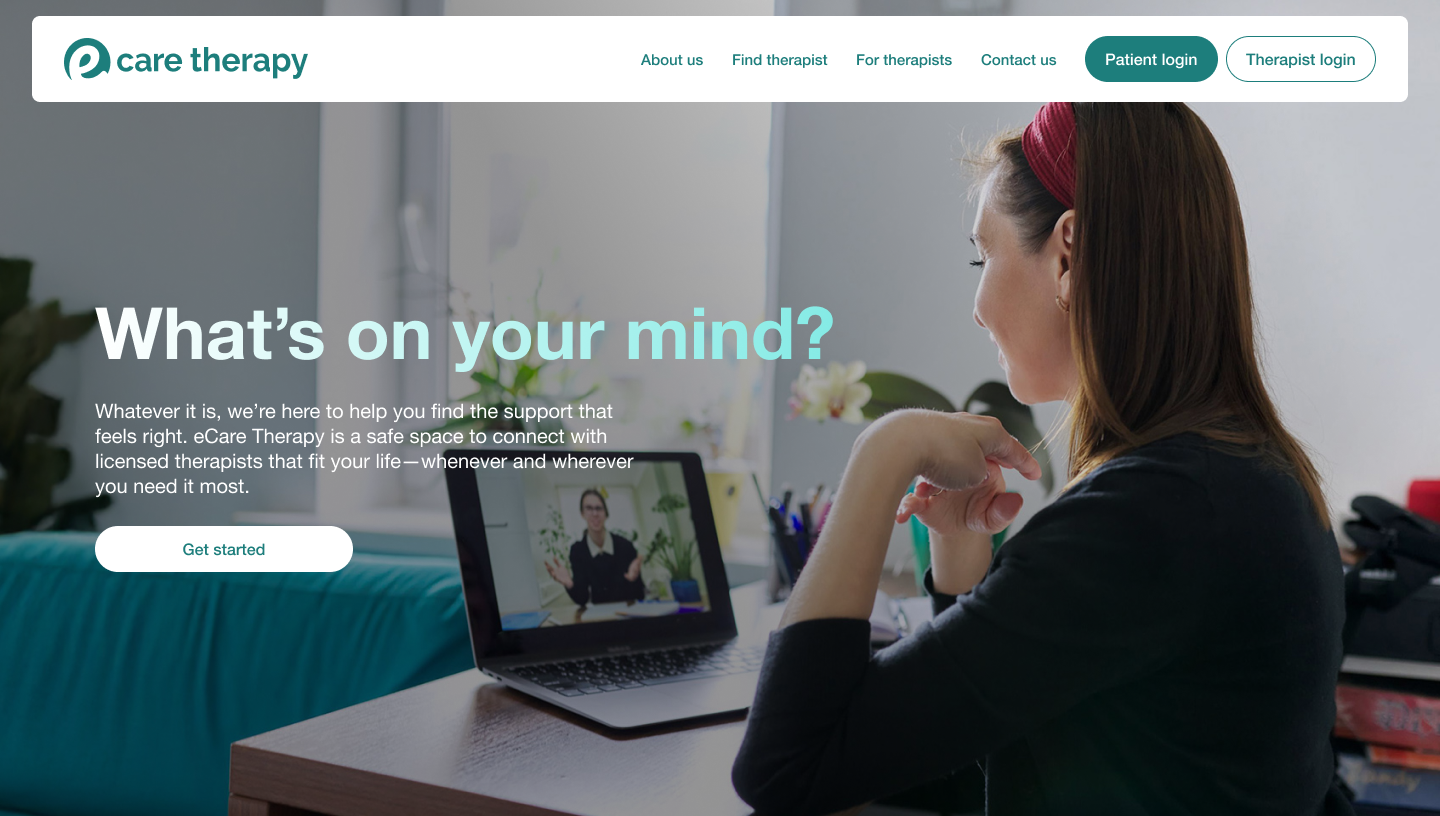 e care therapy
About us
Find therapist
For therapists
Contact us
Patient login
Therapist login
What’s on your mind?
Whatever it is, we’re here to help you find the support that
feels right. eCare Therapy is a safe space to connect with
licensed therapists that fit your life—whenever and wherever
you need it most.
Get started